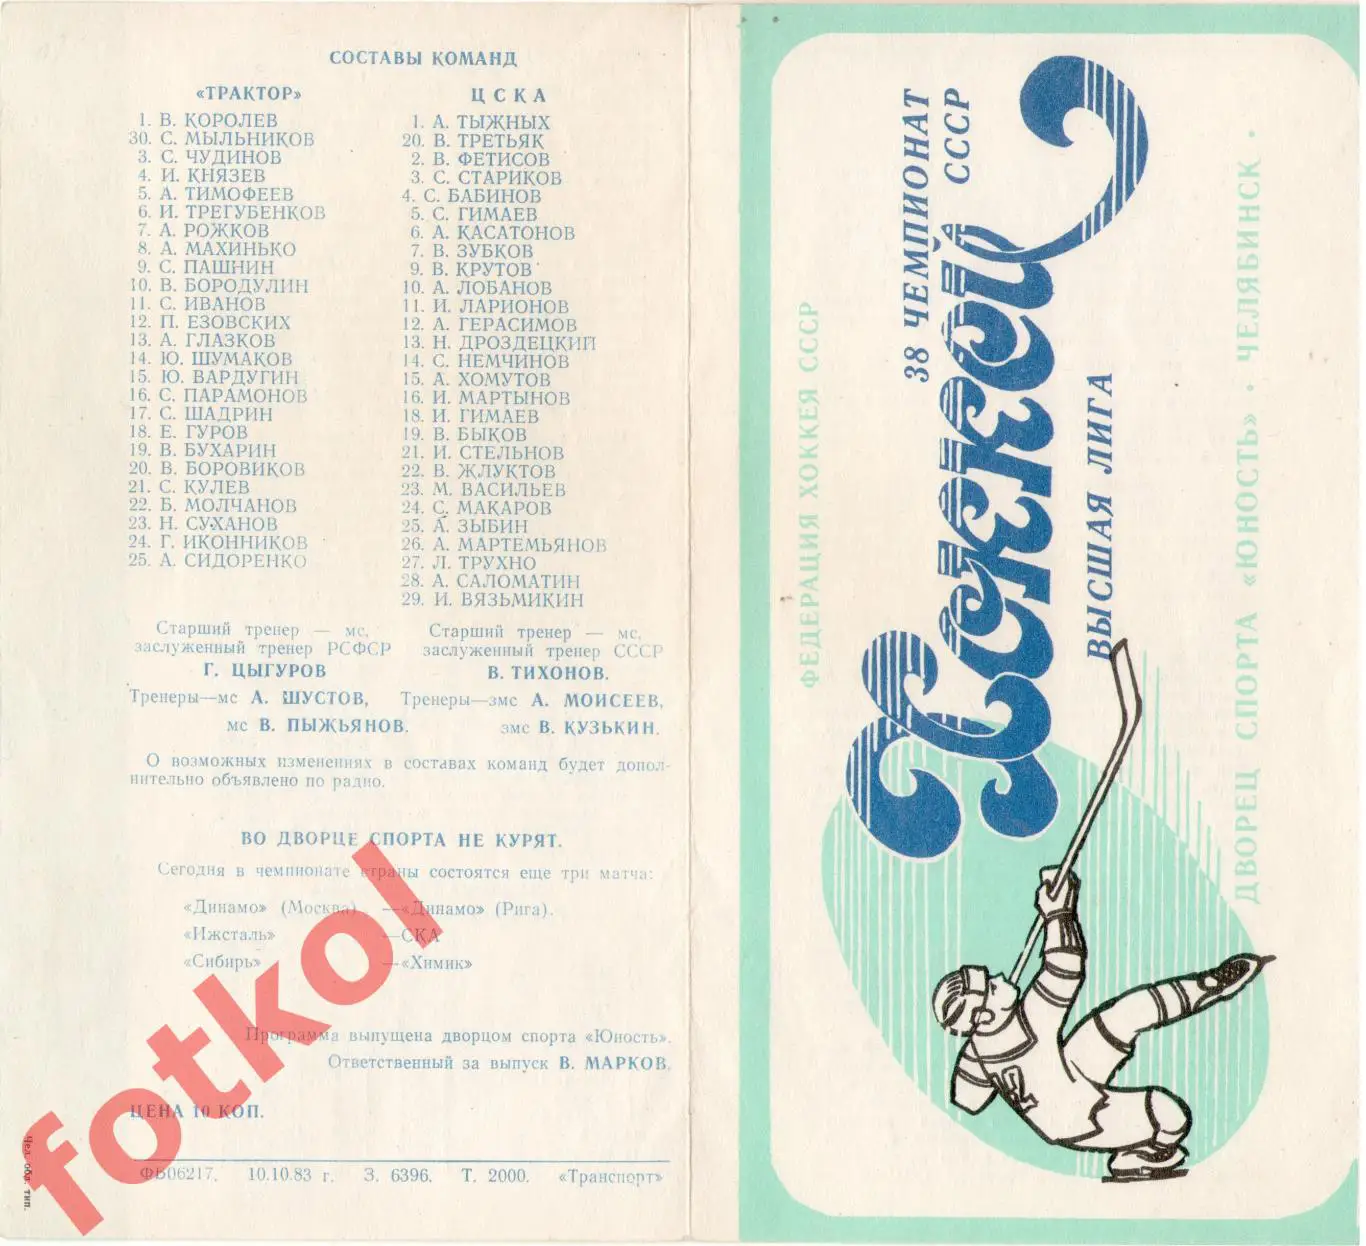 СОСТАВЫ КОМАНД
«ТРАКТОР»
1. В. КОРОЛЕВ
30. С. МЫЛЬНИКОВ
3. С. ЧУДИНОВ
4. И. КНЯЗЕВ
5. А. ТИМОФЕЕВ
6. И. ТРЕГУБЕНКОВ
7. А. РОЖКОВ
8. А. МАХИНЬКО
9. С. ПАШНИН
10. В. БОРОДУЛИН
11. С. ИВАНОВ
12. П. ЕЗОВСКИХ
13. А. ГЛАЗКОВ
14. Ю. ШУМАКОВ
15. Ю. ВАРДУГИН
16. С. ПАРАМОНОВ
17. С. ШАДРИН
18. Е. ГУРОВ
19. В. БУХАРИН
20. В. БОРОВИКОВ
21. С. КУЛЕВ
22. Б. МОЛЧАНОВ
23. Н. СУХАНОВ
24. Г. ИКОННИКОВ
25. А. СИДОРЕНКО
Старший тренер — мс,
заслуженный тренер РСФСР
Г. ЦЫГУРОВ
Тренеры—мс А. ШУСТОВ,
мс В. ПЫЖЬЯНОВ.
ЦСКА
1. А. ТЫЖНЫХ
20. В. ТРЕТЬЯК
2. В. ФЕТИСОВ
3. С. СТАРИКОВ
4. С. БАБИНОВ
5. С. ГИМАЕВ
6. А. КАСАТОНОВ
7. В. ЗУБКОВ
9. В. КРУТОВ
10. А. ЛОБАНОВ
11. И. ЛАРИОНОВ
12. А. ГЕРАСИМОВ
13. Н. ДРОЗДЕЦКИЙ
14. С. НЕМЧИНОВ
15. А. ХОМУТОВ
16. И. МАРТЫНОВ
18. И. ГИМАЕВ
19. В. БЫКОВ
21. И. СТЕЛЬНОВ
22. В. ЖЛУКТОВ
23. М. ВАСИЛЬЕВ
24. С. МАКАРОВ
25. А. ЗЫБИН
26. А. МАРТЕМЬЯНОВ
27. Л. ТРУХНО
28. А. САЛОМАТИН
29. И. ВЯЗЬМИКИН
Старший тренер — мс,
заслуженный тренер СССР
В. ТИХОНОВ.
Тренеры—змс А. МОИСЕЕВ,
змс В. КУЗЬКИН.
О возможных изменениях в составах команд будет дополнительно
объявлено по радио.
ВО ДВОРЦЕ СПОРТА НЕ КУРЯТ.
Сегодня в чемпионате страны состоятся еще три матча:
«Динамо» (Москва) —«Динамо» (Рига).
«Ижсталь» —СКА
«Сибирь» —«Химик»
Программа выпущена дворцом спорта «Юность».
Ответственный за выпуск В. МАРКОВ.
ЦЕНА 10 КОП.
ФБ06217. 10.10.83 г. З. 6396. Т. 2000. «Транспорт»
Чел. обл. тип.
fotkol
ФЕДЕРАЦИЯ ХОККЕЯ СССР
38 ЧЕМПИОНАТ
СССР
Хоккей
ВЫСШАЯ ЛИГА
ДВОРЕЦ СПОРТА «ЮНОСТЬ» · ЧЕЛЯБИНСК ·